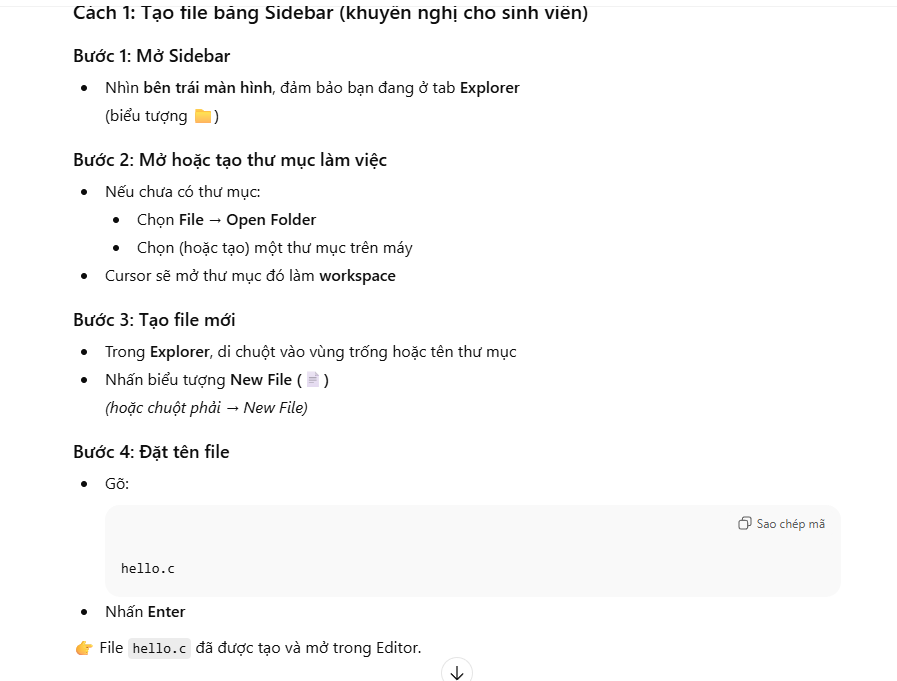 Cách 1: Tạo file bằng Sidebar (khuyến nghị cho sinh viên)
Bước 1: Mở Sidebar
Nhìn bên trái màn hình, đảm bảo bạn đang ở tab Explorer
(biểu tượng 📁)
Bước 2: Mở hoặc tạo thư mục làm việc
Nếu chưa có thư mục:
Chọn File → Open Folder
Chọn (hoặc tạo) một thư mục trên máy
Cursor sẽ mở thư mục đó làm workspace
Bước 3: Tạo file mới
Trong Explorer, di chuột vào vùng trống hoặc tên thư mục
Nhấn biểu tượng New File (📄)
(hoặc chuột phải → New File)
Bước 4: Đặt tên file
Gõ:
Sao chép mã
hello.c
Nhấn Enter
👉 File hello.c đã được tạo và mở trong Editor.